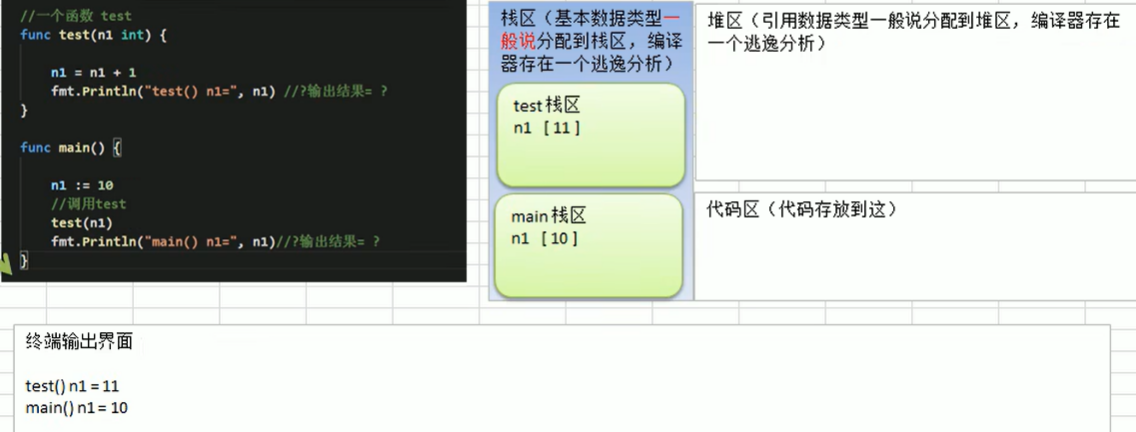 //一个函数 test
func test(n1 int) {
n1 = n1 + 1
fmt.Println("test() n1=", n1) //?输出结果= ?
}
func main() {
n1 := 10
//调用test
test(n1)
fmt.Println("main() n1=", n1)//?输出结果= ?
}
栈区（基本数据类型一
般说分配到栈区，编译
器存在一个逃逸分析）
test 栈区
n1 [ 11 ]
main 栈区
n1 [ 10 ]
堆区（引用数据类型一般说分配到堆区，编译器存在
一个逃逸分析）
代码区（代码存放到这）
终端输出界面
test() n1 = 11
main() n1 = 10